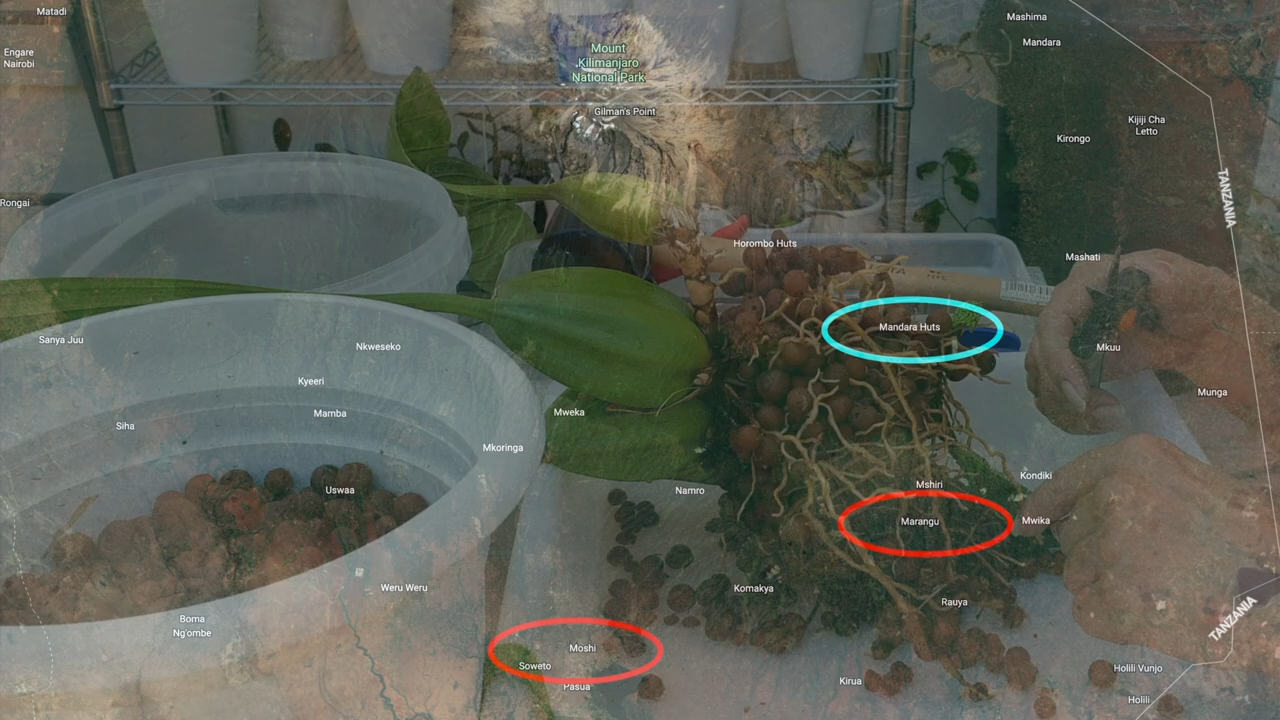 Matadi
Mashima
Mandara
Engare
Nairobi
Mount
Kilimanjaro
National Park
Gilman's Point
Kijiji Cha
Letto
Kirongo
TANZANIA
Rongai
Horombo Huts
Mashati
Mandara Huts
Sanya Juu
Nkweseko
Mkuu
Kyeeri
Munga
Mamba
Mweka
Siha
Mkoringa
Kondiki
Uswaa
Namro
Mshiri
Marangu
Mwika
Weru Weru
Komakya
Rauya
TANZANIA
Boma
Ng'ombe
Moshi
Soweto
Pasua
Kirua
Holili Vunjo
Holili